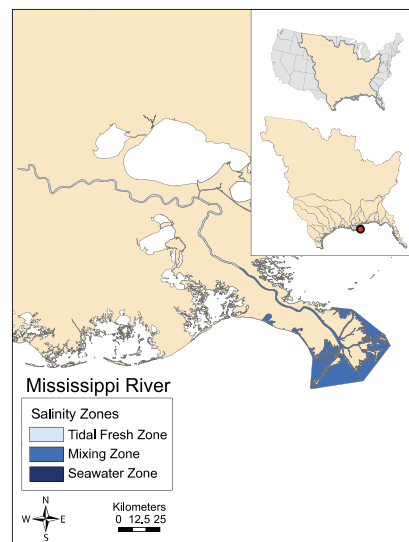 Mississippi River
Salinity Zones
Tidal Fresh Zone
Mixing Zone
Seawater Zone
N
W E
S
Kilometers
0 12.5 25